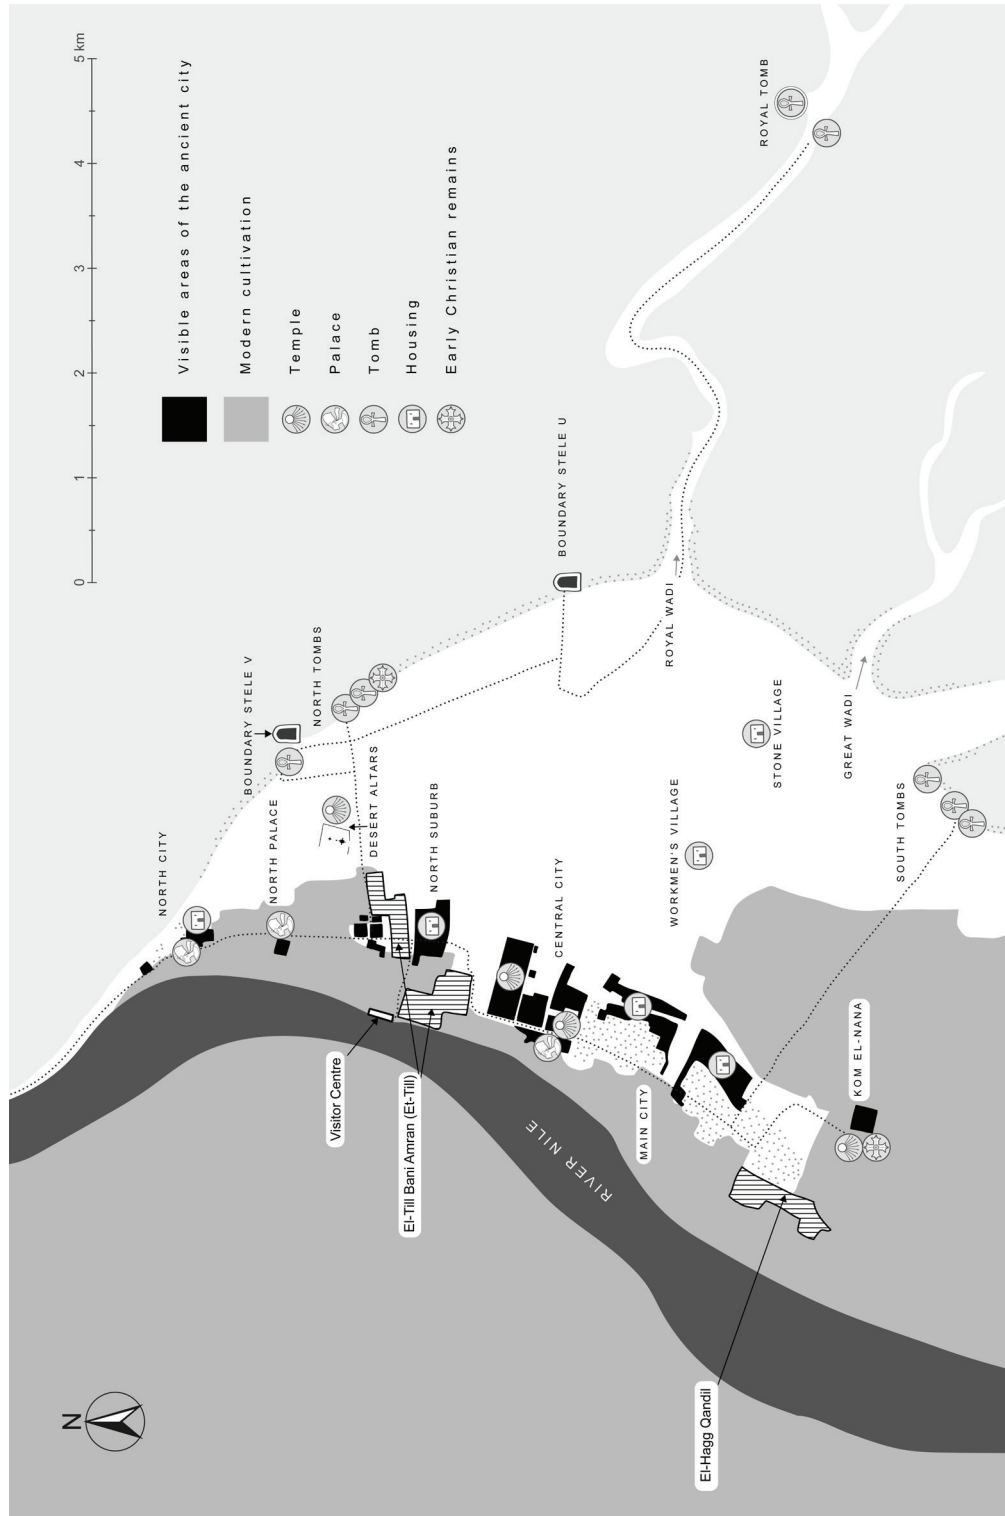 N
0 1 2 3 4 5 km
Visible areas of the ancient city
Modern cultivation
Temple
Palace
Tomb
Housing
Early Christian remains
NORTH CITY
NORTH PALACE
BOUNDARY STELE V
NORTH TOMBS
DESERT ALTARS
NORTH SUBURB
Visitor Centre
El-Till Bani Amran (Et-Till)
CENTRAL CITY
BOUNDARY STELE U
RIVER NILE
MAIN CITY
WORKMEN'S VILLAGE
ROYAL WADI
ROYAL TOMB
STONE VILLAGE
GREAT WADI
SOUTH TOMBS
KOM EL-NANA
El-Hagg Qandil